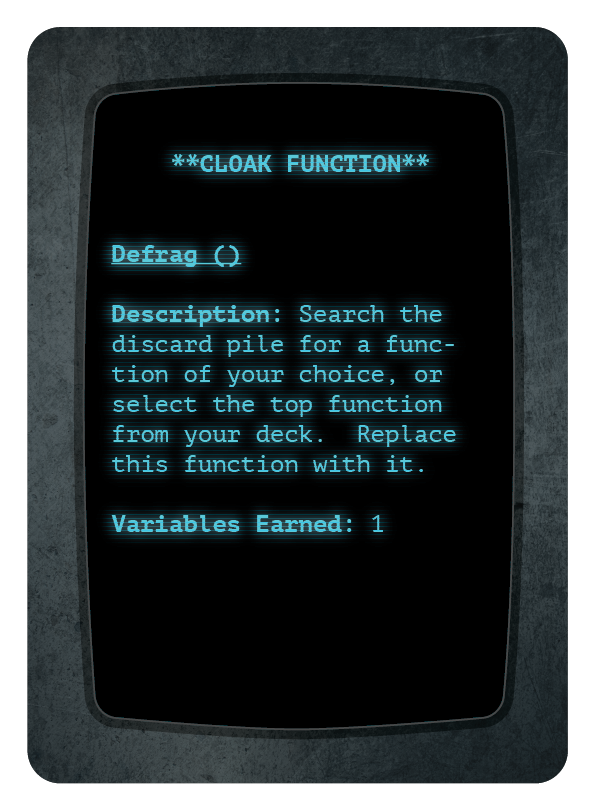 **CLOAK FUNCTION**
Defrag ()
Description: Search the
discard pile for a func-
tion of your choice, or
select the top function
from your deck.  Replace
this function with it.
Variables Earned: 1